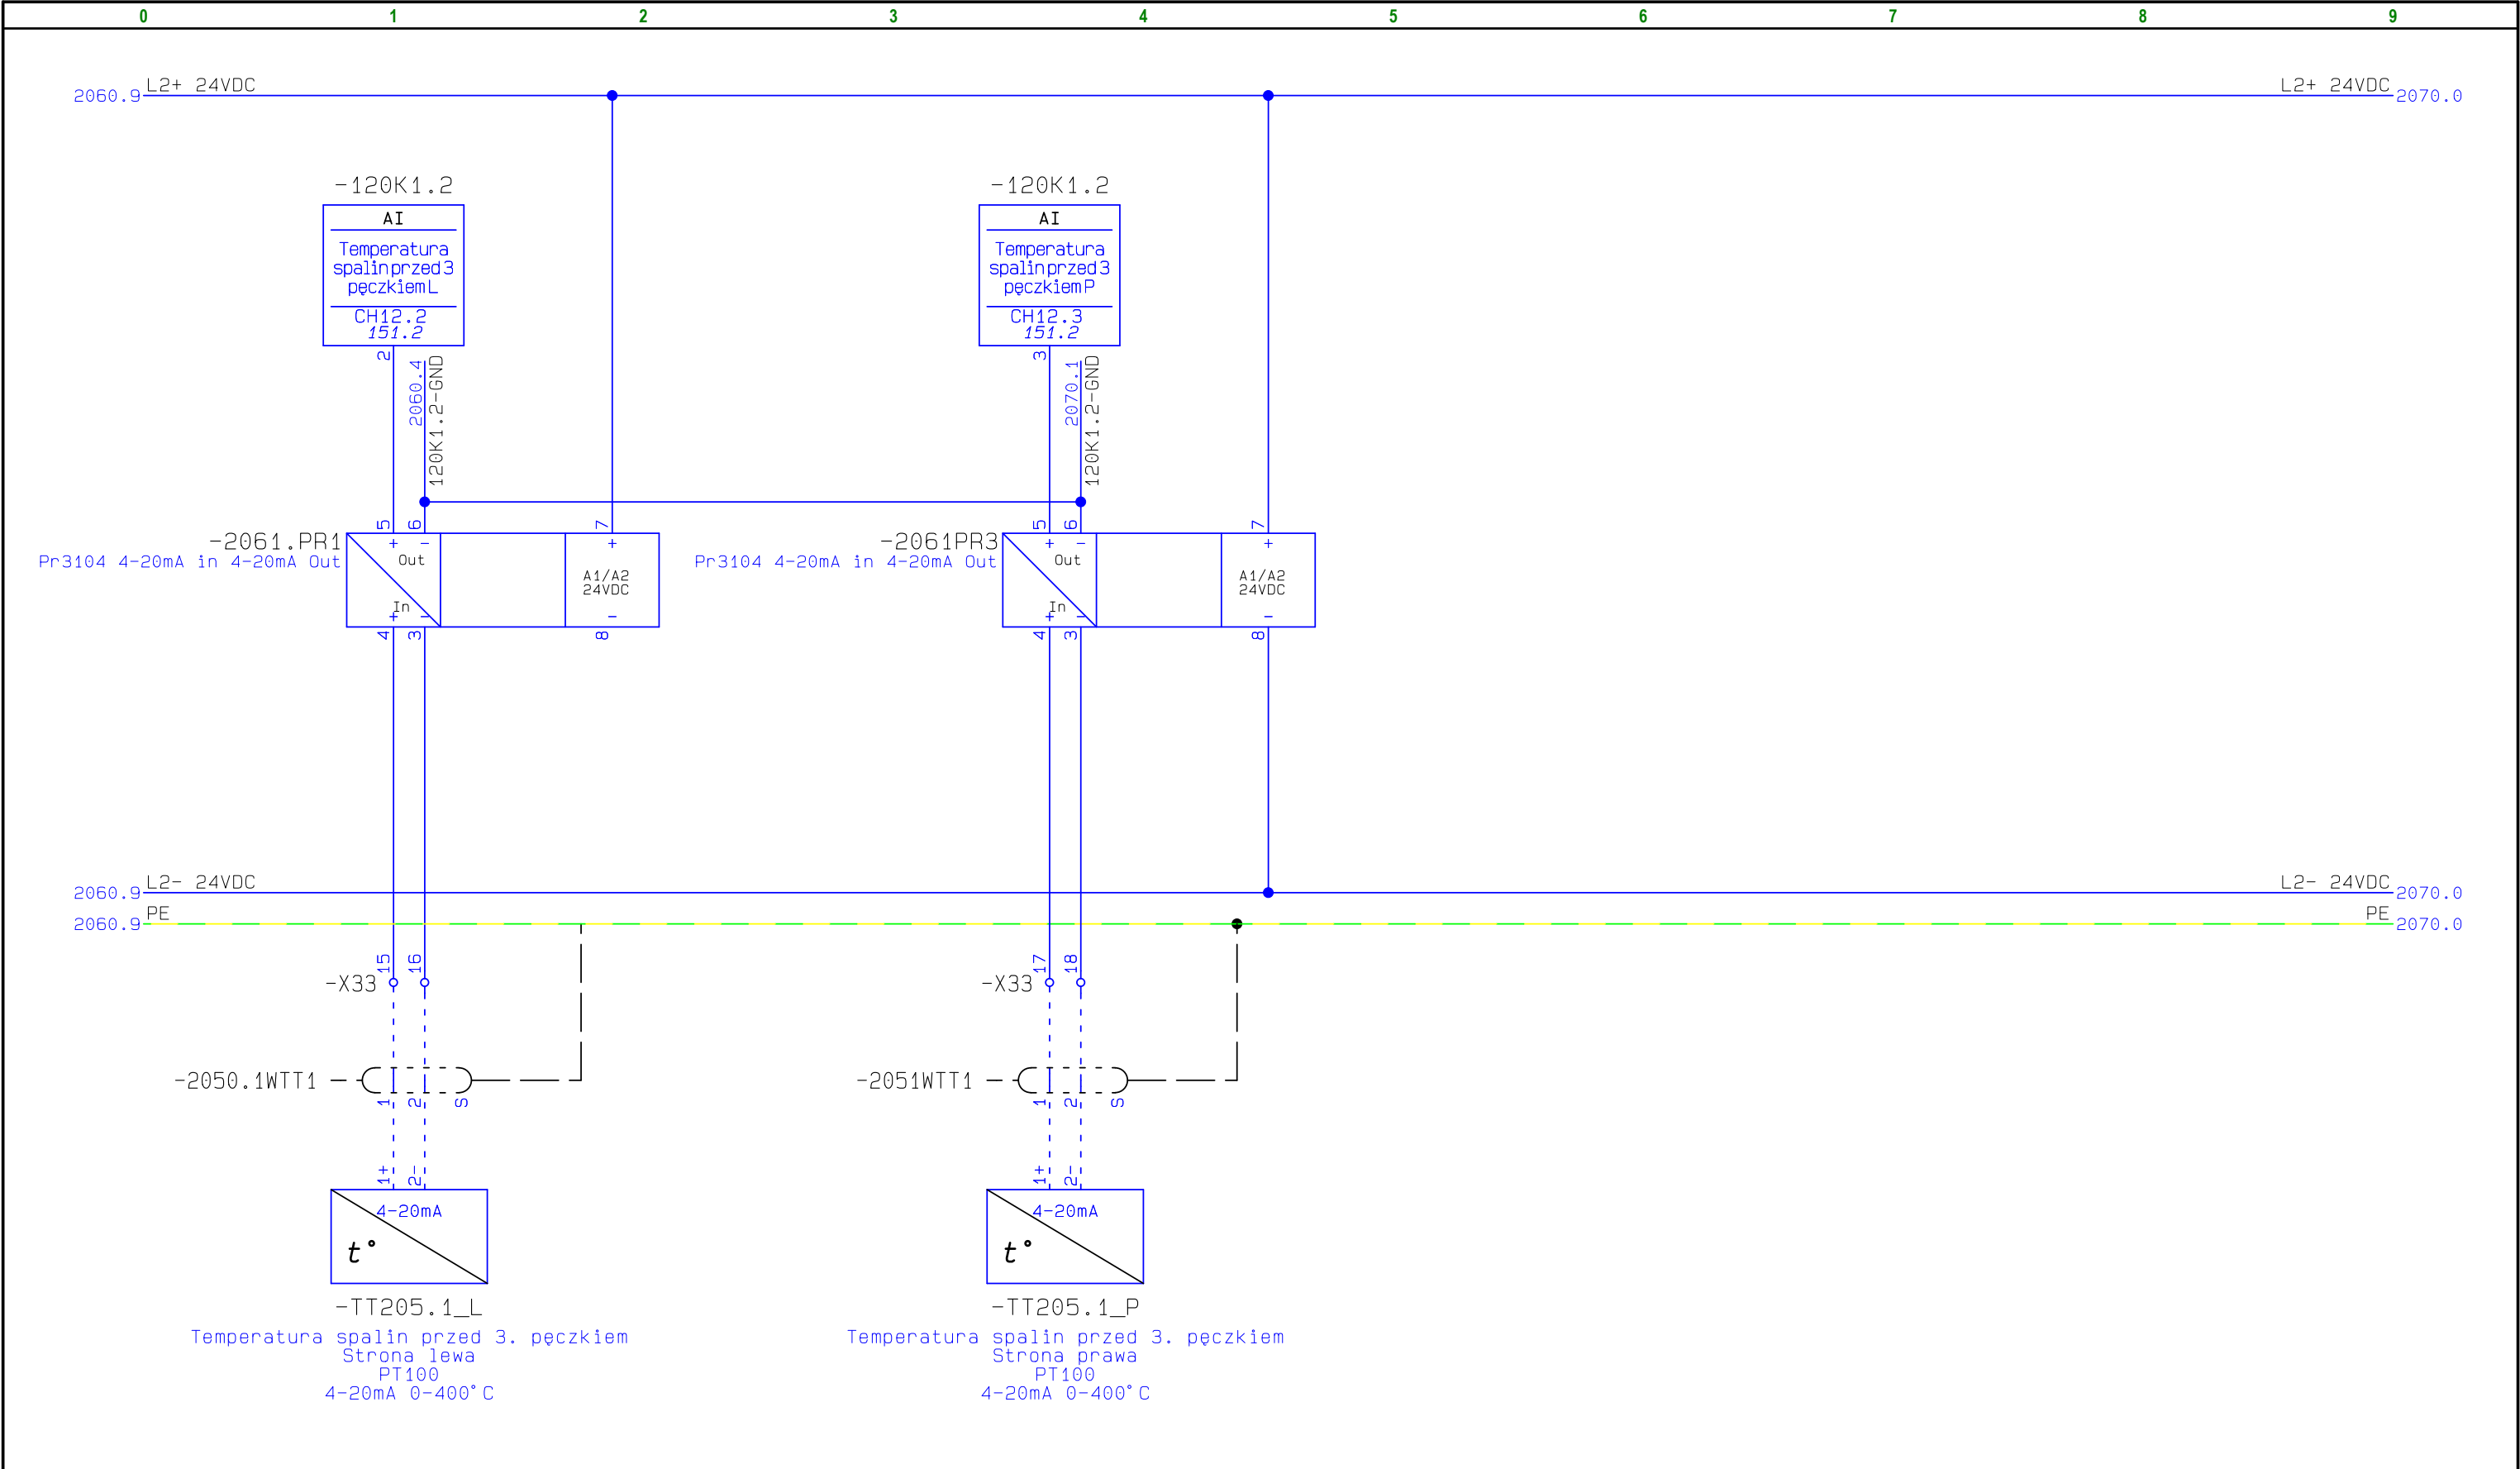 0 1 2 3 4 5 6 7 8 9
L2+ 24VDC L2+ 24VDC
2060.9 2070.0
-120K1.2 -120K1.2
AI AI
Temperatura Temperatura
spalin przed 3 spalin przed 3
pęczkiem L pęczkiem P
CH12.2 CH12.3
151.2 151.2
2 3
2060.4 2070.1
120K1.2-GND 120K1.2-GND
5 6 7 5 6 7
-2061.PR1 + - + -2061PR3 + - +
Pr3104 4-20mA in 4-20mA Out Out Pr3104 4-20mA in 4-20mA Out Out
A1/A2 A1/A2
24VDC 24VDC
In In
+ - - + - -
4 3 8 4 3 8
L2- 24VDC L2- 24VDC
2060.9 2070.0
PE PE
2060.9 2070.0
15 16 17 18
-X33 -X33
-2050.1WTT1 -2051WTT1
1 2 S 1 2 S
1+ 2- 1+ 2-
4-20mA 4-20mA
t° t°
-TT205.1_L -TT205.1_P
Temperatura spalin przed 3. pęczkiem Temperatura spalin przed 3. pęczkiem
Strona lewa Strona prawa
PT100 PT100
4-20mA 0-400°C 4-20mA 0-400°C